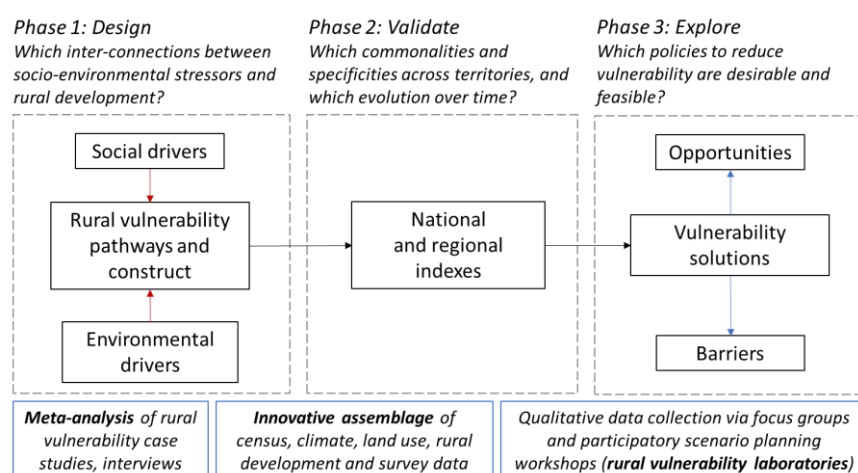 Phase 1: Design
Which inter-connections between
socio-environmental stressors and
rural development?
Phase 2: Validate
Which commonalities and
specificities across territories, and
which evolution over time?
Phase 3: Explore
Which policies to reduce
vulnerability are desirable and
feasible?
Social drivers
Rural vulnerability
pathways and
construct
Environmental
drivers
National
and regional
indexes
Opportunities
Vulnerability
solutions
Barriers
Meta-analysis of rural
vulnerability case
studies, interviews
Innovative assemblage of
census, climate, land use, rural
development and survey data
Qualitative data collection via focus groups
and participatory scenario planning
workshops (rural vulnerability laboratories)